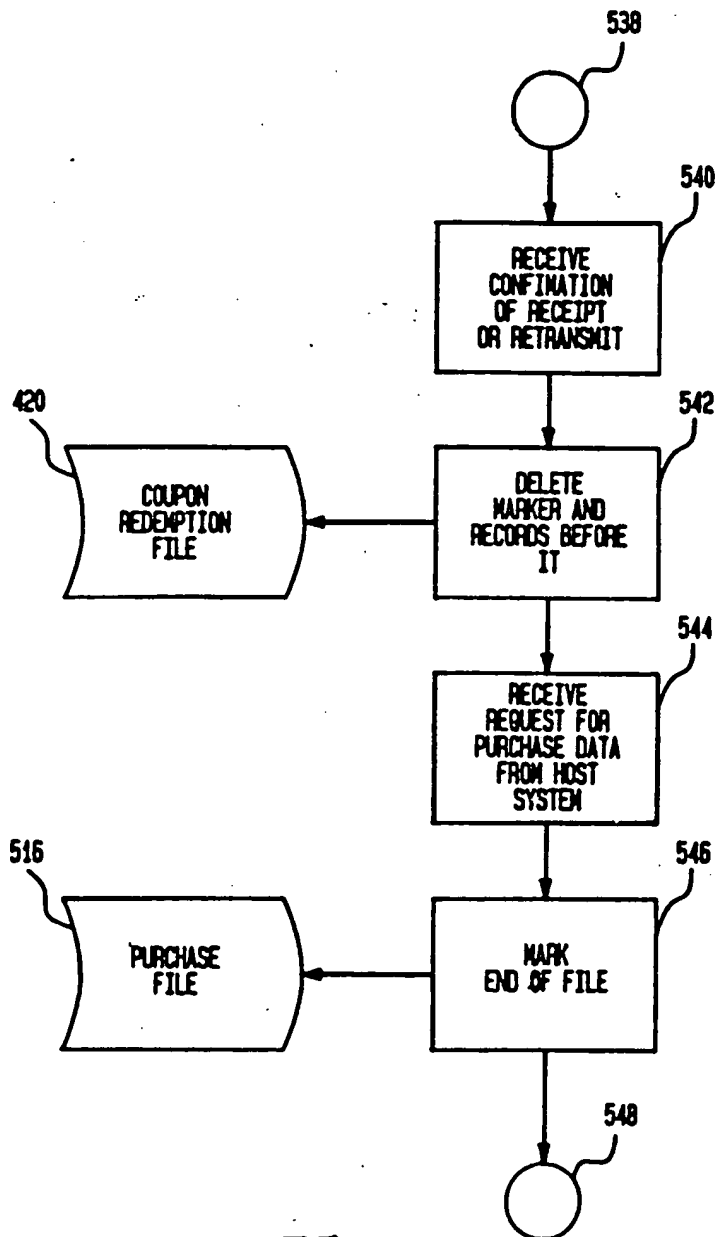 538
540
RECEIVE
CONFIMATION
OF RECEIPT
OR RETRANSMIT
420
542
COUPON
REDEMPTION
FILE
DELETE
MARKER AND
RECORDS BEFORE
IT
544
RECEIVE
REQUEST FOR
PURCHASE DATA
FROM HOST
SYSTEM
516
546
PURCHASE
FILE
MARK
END OF FILE
548